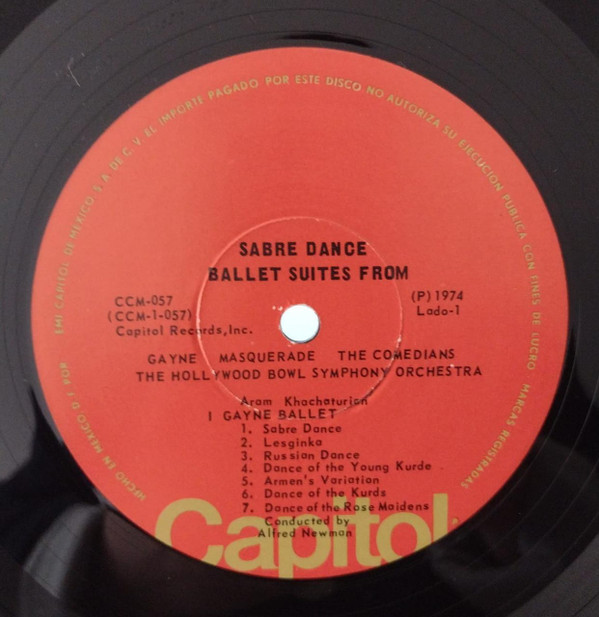 HECHO EN MEXICO D / POR EMI CAPITOL DE MEXICO S. A. DE C. V. EL IMPORTE PAGADO POR ESTE DISCO NO AUTORIZA SU EJECUCION PUBLICA CON FINES DE LUCRO MARCAS REGISTRADAS
SABRE DANCE
BALLET SUITES FROM
CCM-057
(CCM-1-057)
Capitol Records, Inc.
(P) 1974
Lado-1
GAYNE MASQUERADE THE COMEDIANS
THE HOLLYWOOD BOWL SYMPHONY ORCHESTRA
Aram Khachaturian
I GAYNE BALLET
1. Sabre Dance
2. Lesginka
3. Russian Dance
4. Dance of the Young Kurde
5. Armen's Variation
6. Dance of the Kurds
7. Dance of the Rose Maidens
Conducted by
Alfred Newman
Capitol